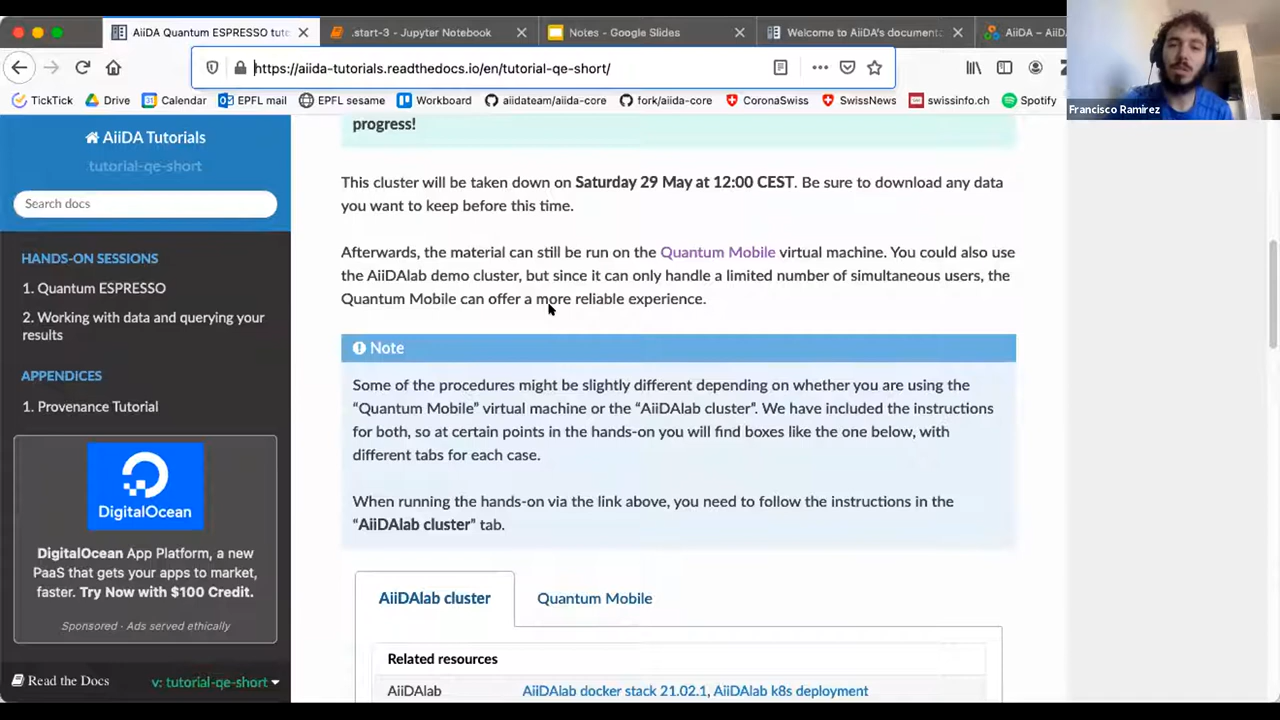 AiiDA Quantum ESPRESSO tuto
.start-3 - Jupyter Notebook
Notes - Google Slides
Welcome to AiiDA's documenta
AiiDA – AiiD
https://aiida-tutorials.readthedocs.io/en/tutorial-qe-short/
TickTick
Drive
Calendar
EPFL mail
EPFL sesame
Workboard
aiidateam/aiida-core
fork/aiida-core
CoronaSwiss
SwissNews
swissinfo.ch
Spotify
Francisco Ramirez
AiiDA Tutorials
tutorial-qe-short
Search docs
HANDS-ON SESSIONS
1. Quantum ESPRESSO
2. Working with data and querying your
results
APPENDICES
1. Provenance Tutorial
DigitalOcean
DigitalOcean App Platform, a new
PaaS that gets your apps to market,
faster. Try Now with $100 Credit.
Sponsored · Ads served ethically
Read the Docs
v: tutorial-qe-short
progress!
This cluster will be taken down on Saturday 29 May at 12:00 CEST. Be sure to download any data
you want to keep before this time.
Afterwards, the material can still be run on the Quantum Mobile virtual machine. You could also use
the AiiDAlab demo cluster, but since it can only handle a limited number of simultaneous users, the
Quantum Mobile can offer a more reliable experience.
Note
Some of the procedures might be slightly different depending on whether you are using the
“Quantum Mobile” virtual machine or the “AiiDAlab cluster”. We have included the instructions
for both, so at certain points in the hands-on you will find boxes like the one below, with
different tabs for each case.
When running the hands-on via the link above, you need to follow the instructions in the
“AiiDAlab cluster” tab.
AiiDAlab cluster
Quantum Mobile
Related resources
AiiDAlab
AiiDAlab docker stack 21.02.1, AiiDAlab k8s deployment